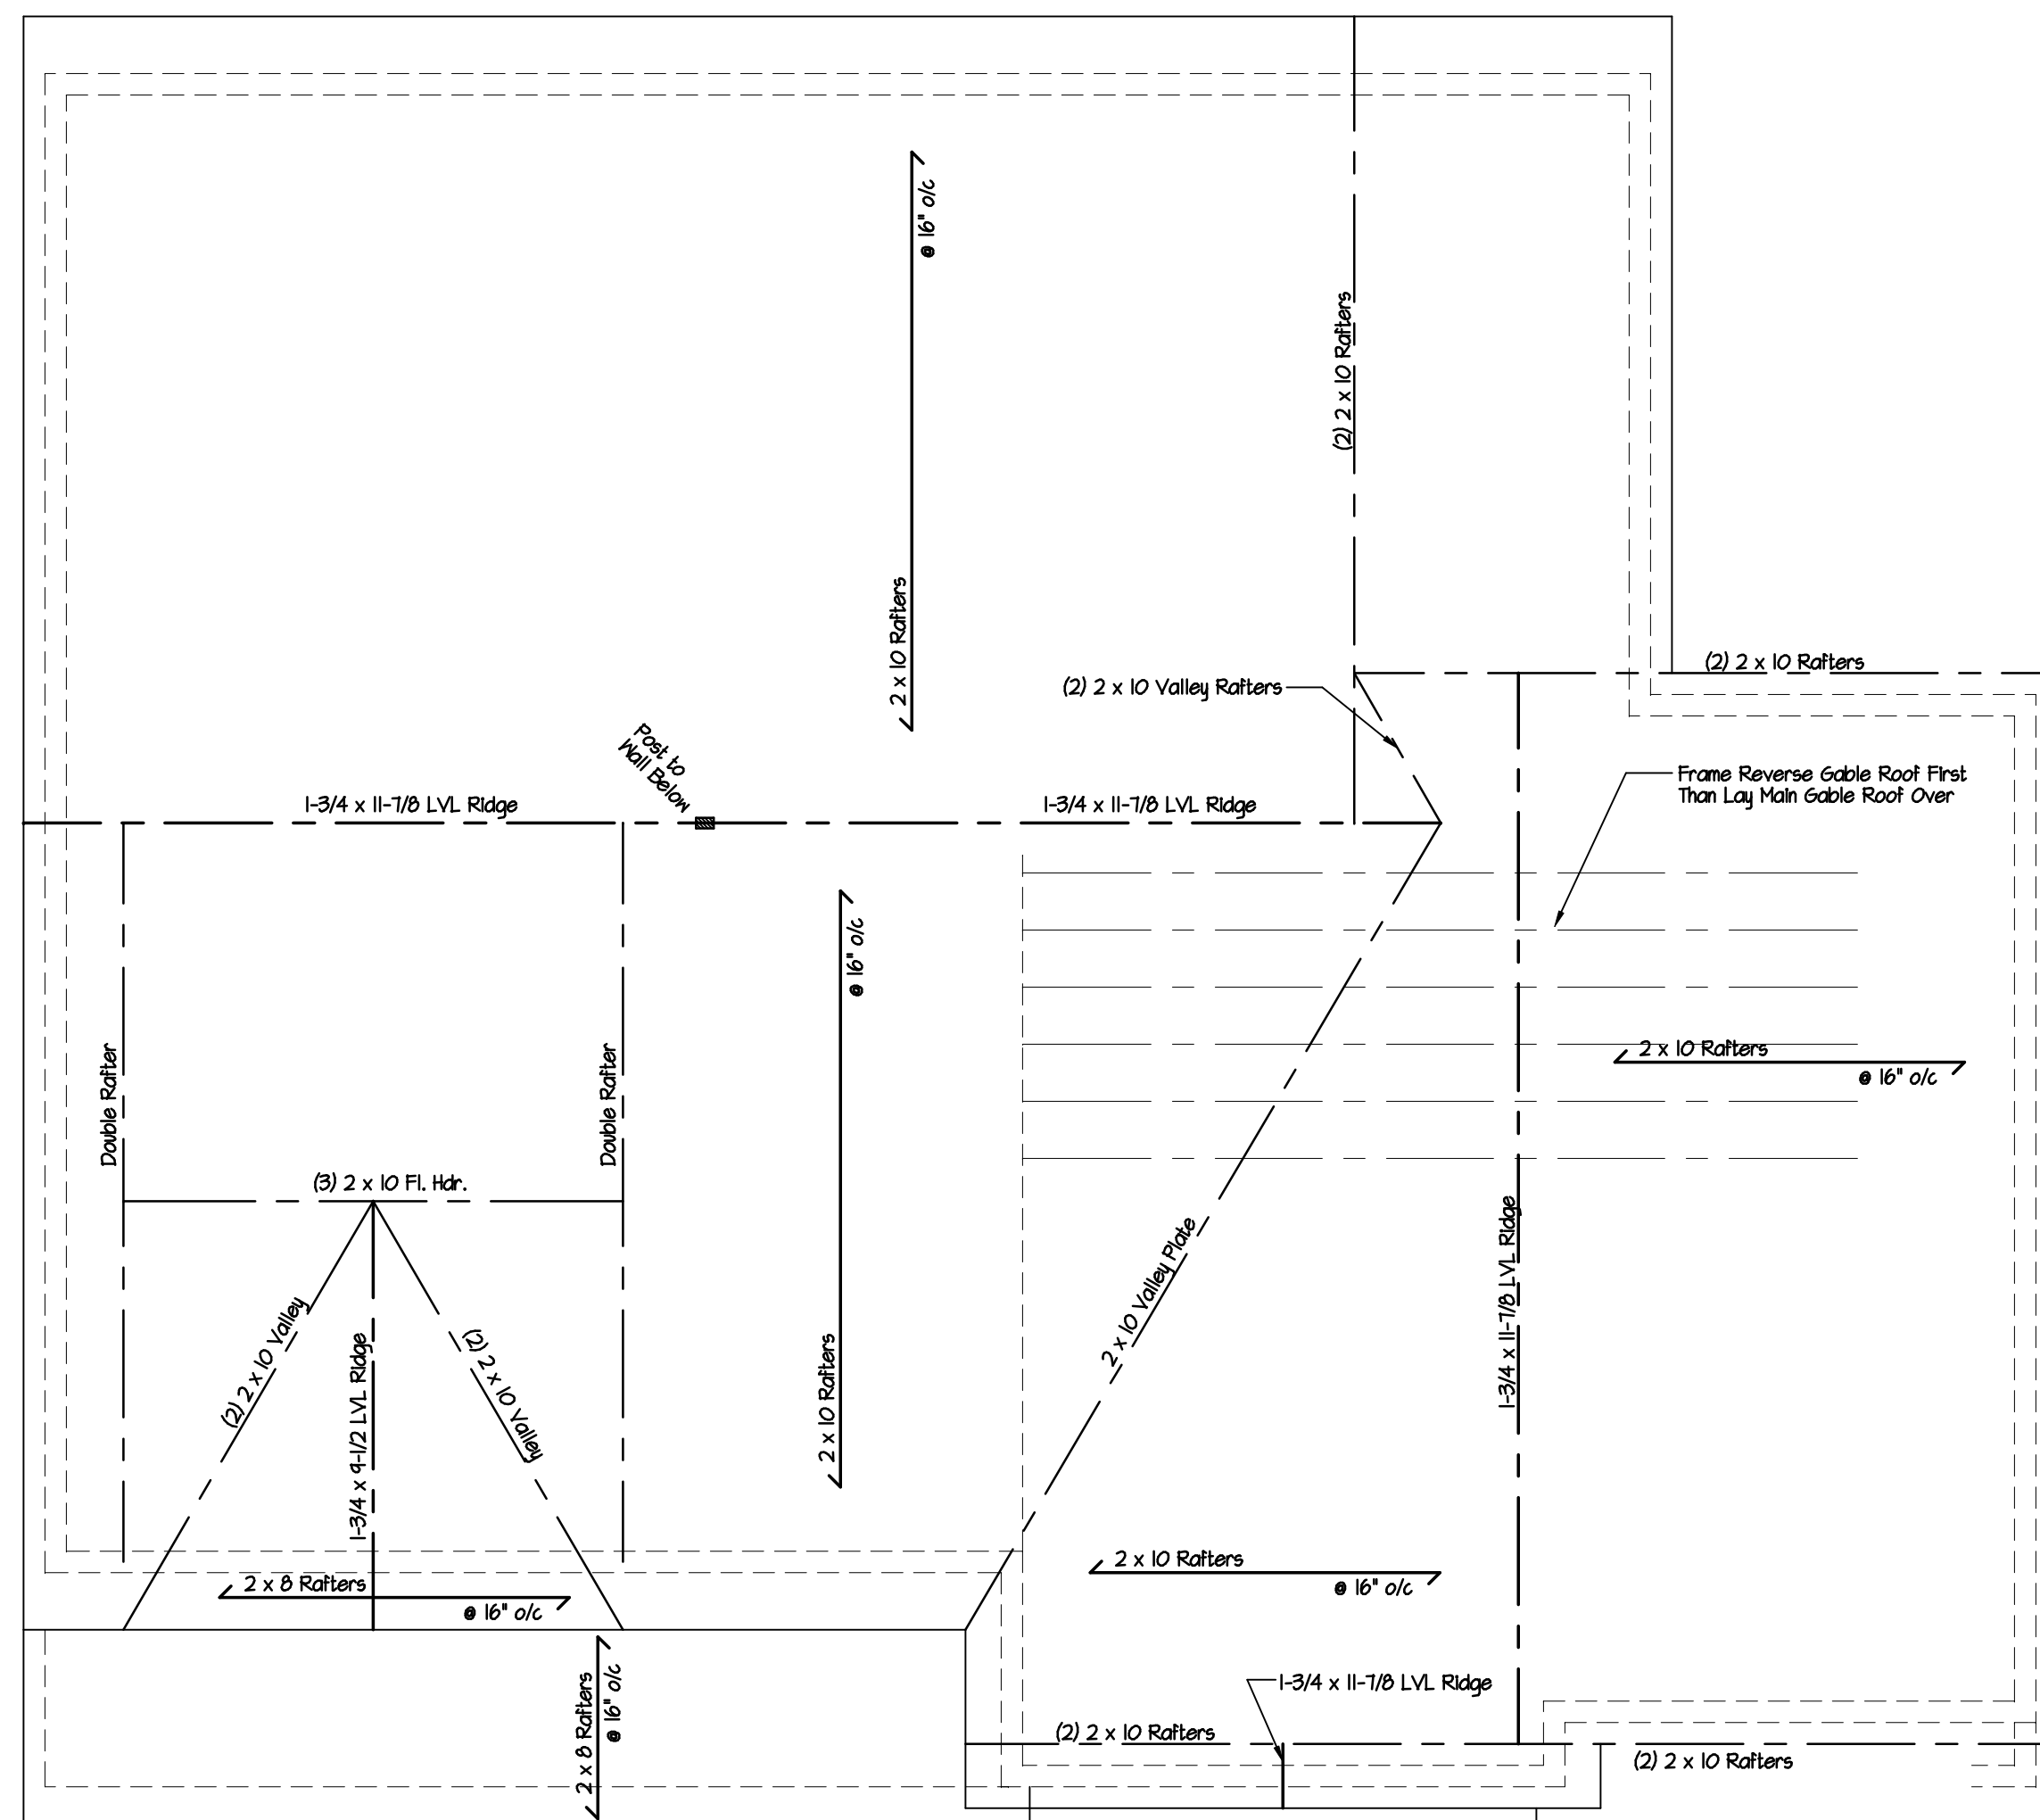 @ 16" o/c
2 x 10 Rafters
(2) 2 x 10 Rafters
(2) 2 x 10 Rafters
(2) 2 x 10 Valley Rafters
Post to
Wall Below
Frame Reverse Gable Roof First
Than Lay Main Gable Roof Over
1-3/4 x 11-7/8 LVL Ridge
1-3/4 x 11-7/8 LVL Ridge
@ 16" o/c
2 x 10 Rafters
Double Rafter
Double Rafter
2 x 10 Rafters
@ 16" o/c
(3) 2 x 10 Fl. Hdr.
(2) 2 x 10 Valley
1-3/4 x 9-1/2 LVL Ridge
(2) 2 x 10 Valley
2 x 10 Valley Plate
1-3/4 x 11-7/8 LVL Ridge
2 x 8 Rafters
@ 16" o/c
2 x 10 Rafters
@ 16" o/c
2 x 8 Rafters
@ 16" o/c
1-3/4 x 11-7/8 LVL Ridge
(2) 2 x 10 Rafters
(2) 2 x 10 Rafters